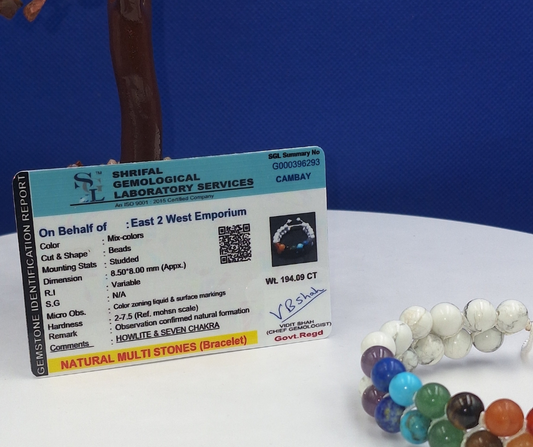 SGL Summary No
G000396293
CAMBAY
SGL™
SHRIFAL
GEMOLOGICAL
LABORATORY SERVICES
An ISO 9001 : 2015 Certified Company
GEMSTONE IDENTIFICATION REPORT
On Behalf of : East 2 West Emporium
Color : Mix-colors
Cut & Shape : Beads
Mounting Stats : Studded
Dimension : 8.50*8.00 mm (Appx.)
R.I : Variable
S.G : N/A
Micro Obs. : Color zoning liquid & surface markings
Hardness : 2-7.5 (Ref. mohsn scale)
Remark : Observation confirmed natural formation
Comments : HOWLITE & SEVEN CHAKRA
NATURAL MULTI STONES (Bracelet)
Wt. 194.09 CT
VBShah
VIDIT SHAH
(CHIEF GEMOLOGIST)
Govt.Regd